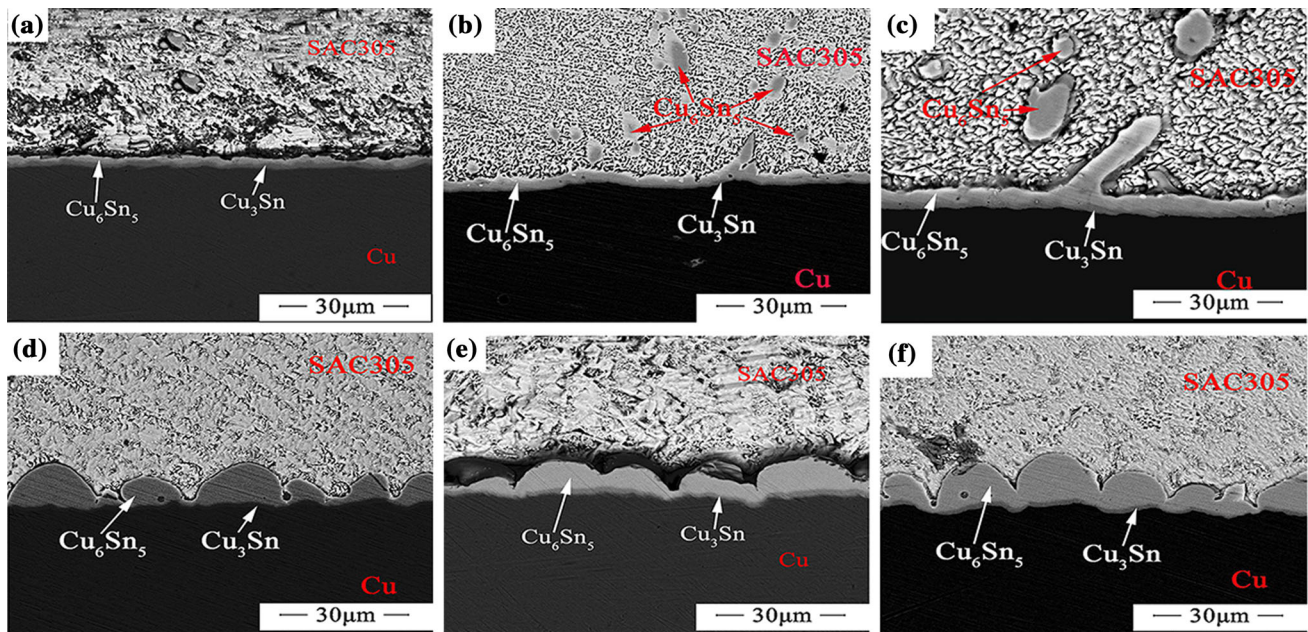 (a)
SAC305
Cu₆Sn₅
Cu₃Sn
Cu
30μm
(b)
SAC305
Cu₆Sn₅
Cu₆Sn₅
Cu₃Sn
Cu
30μm
(c)
SAC305
Cu₆Sn₅
Cu₆Sn₅
Cu₃Sn
Cu
30μm
(d)
SAC305
Cu₆Sn₅
Cu₃Sn
Cu
30μm
(e)
SAC305
Cu₆Sn₅
Cu₃Sn
Cu
30μm
(f)
SAC305
Cu₆Sn₅
Cu₃Sn
Cu
30μm